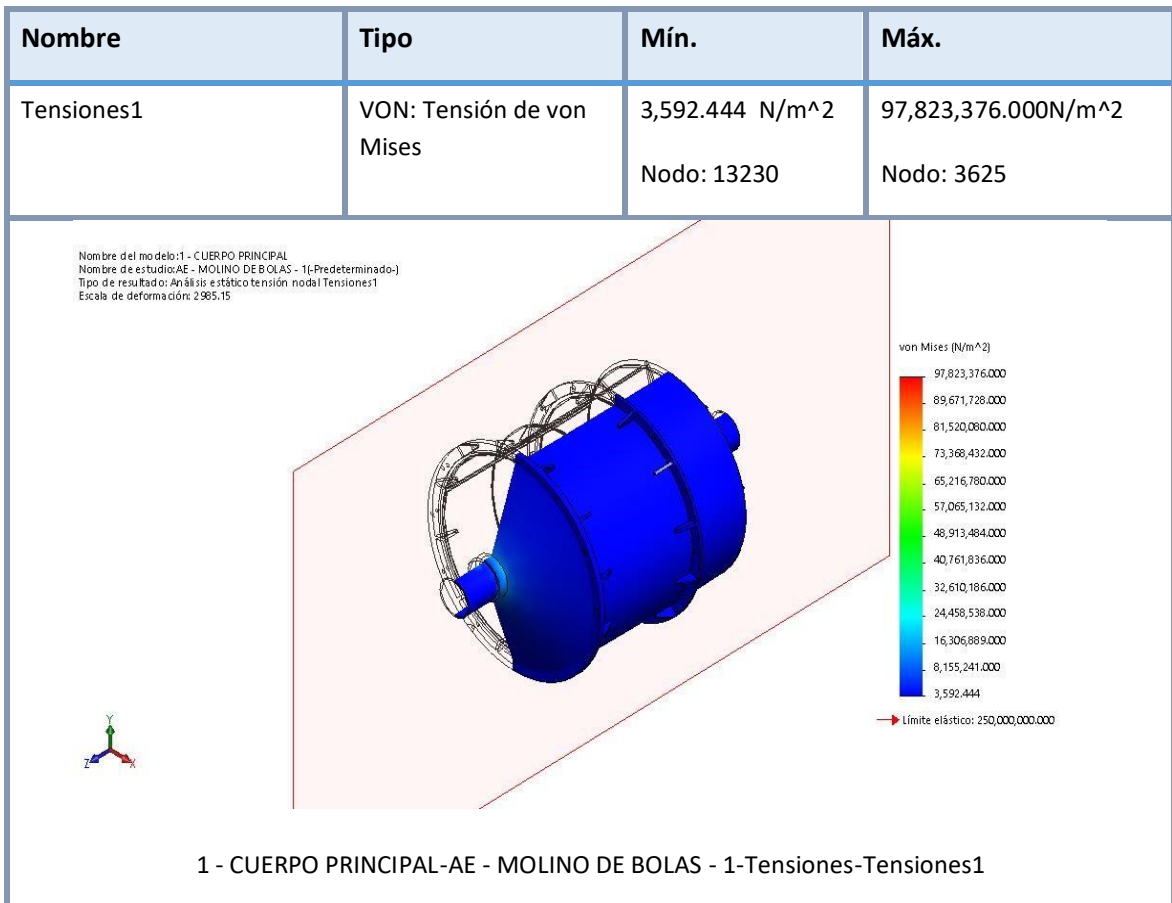 Nombre Tipo Mín. Máx.
Tensiones1 VON: Tensión de von Mises 3,592.444 N/m^2 97,823,376.000N/m^2
Nodo: 13230 Nodo: 3625
Nombre del modelo:1 - CUERPO PRINCIPAL
Nombre de estudio:AE - MOLINO DE BOLAS - 1(-Predeterminado-)
Tipo de resultado: Análisis estático tensión nodal Tensiones1
Escala de deformación: 2985.15
von Mises (N/m^2)
97,823,376.000
89,671,728.000
81,520,080.000
73,368,432.000
65,216,780.000
57,065,132.000
48,913,484.000
40,761,836.000
32,610,186.000
24,458,538.000
16,306,889.000
8,155,241.000
3,592.444
Límite elástico: 250,000,000.000
Y
Z
X
1 - CUERPO PRINCIPAL-AE - MOLINO DE BOLAS - 1-Tensiones-Tensiones1